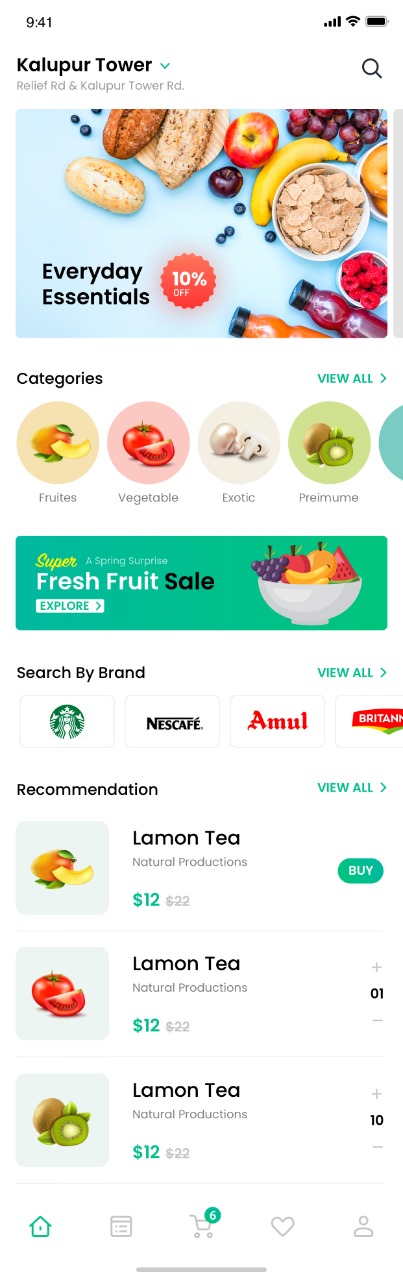 9:41
Kalupur Tower
Relief Rd & Kalupur Tower Rd.
Everyday
Essentials
10%
OFF
Categories
VIEW ALL
Fruites
Vegetable
Exotic
Preimume
Super A Spring Surprise
Fresh Fruit Sale
EXPLORE
Search By Brand
VIEW ALL
NESCAFÉ.
Amul
BRITANN
Recommendation
VIEW ALL
Lamon Tea
Natural Productions
BUY
$12 $22
Lamon Tea
Natural Productions
+
01
−
$12 $22
Lamon Tea
Natural Productions
+
10
−
$12 $22
6